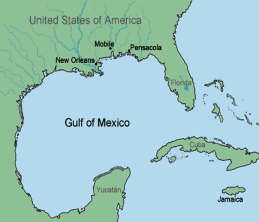 United States of America
Mobile
Pensacola
New Orleans
Florida
Gulf of Mexico
Cuba
Yucatán
Jamaica